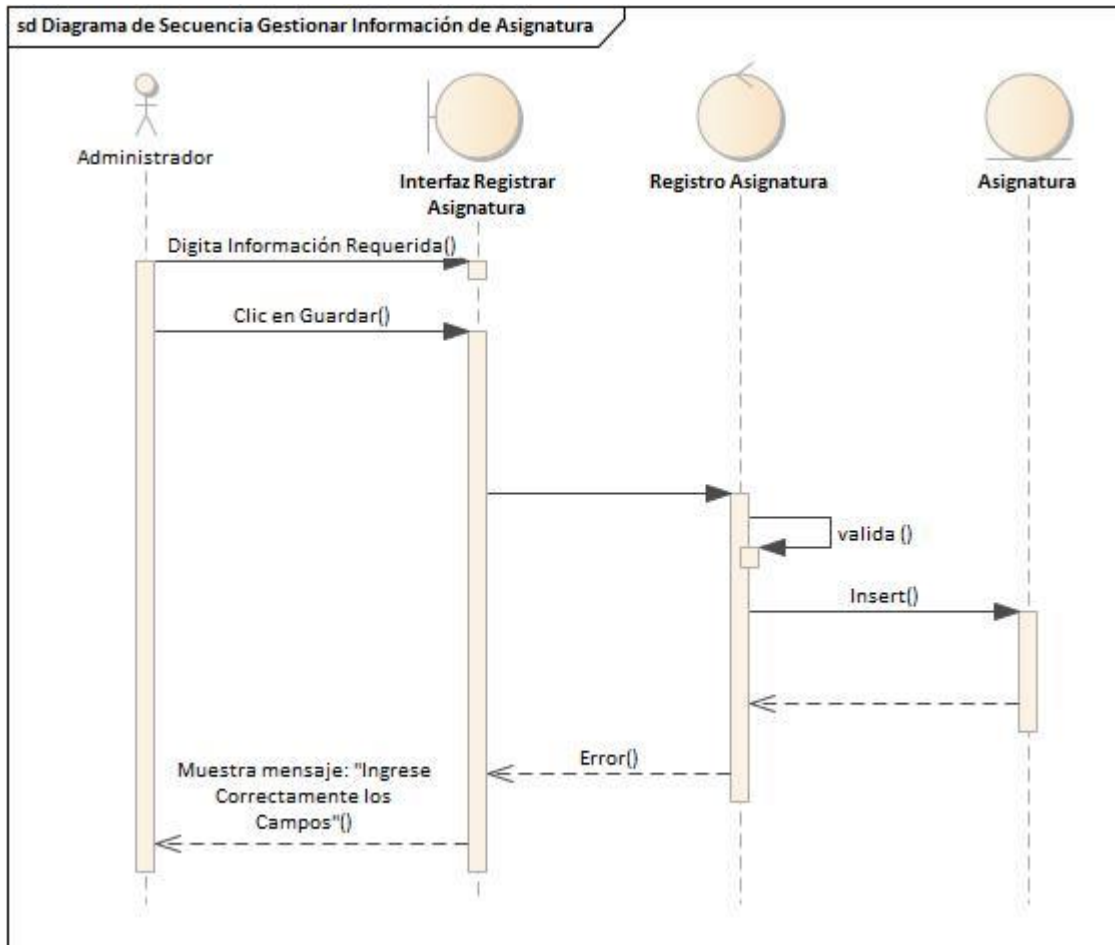 sd Diagrama de Secuencia Gestionar Información de Asignatura
Administrador
Interfaz Registrar
Asignatura
Registro Asignatura
Asignatura
Digita Información Requerida()
Clic en Guardar()
valida ()
Insert()
Error()
Muestra mensaje: "Ingrese
Correctamente los
Campos"()